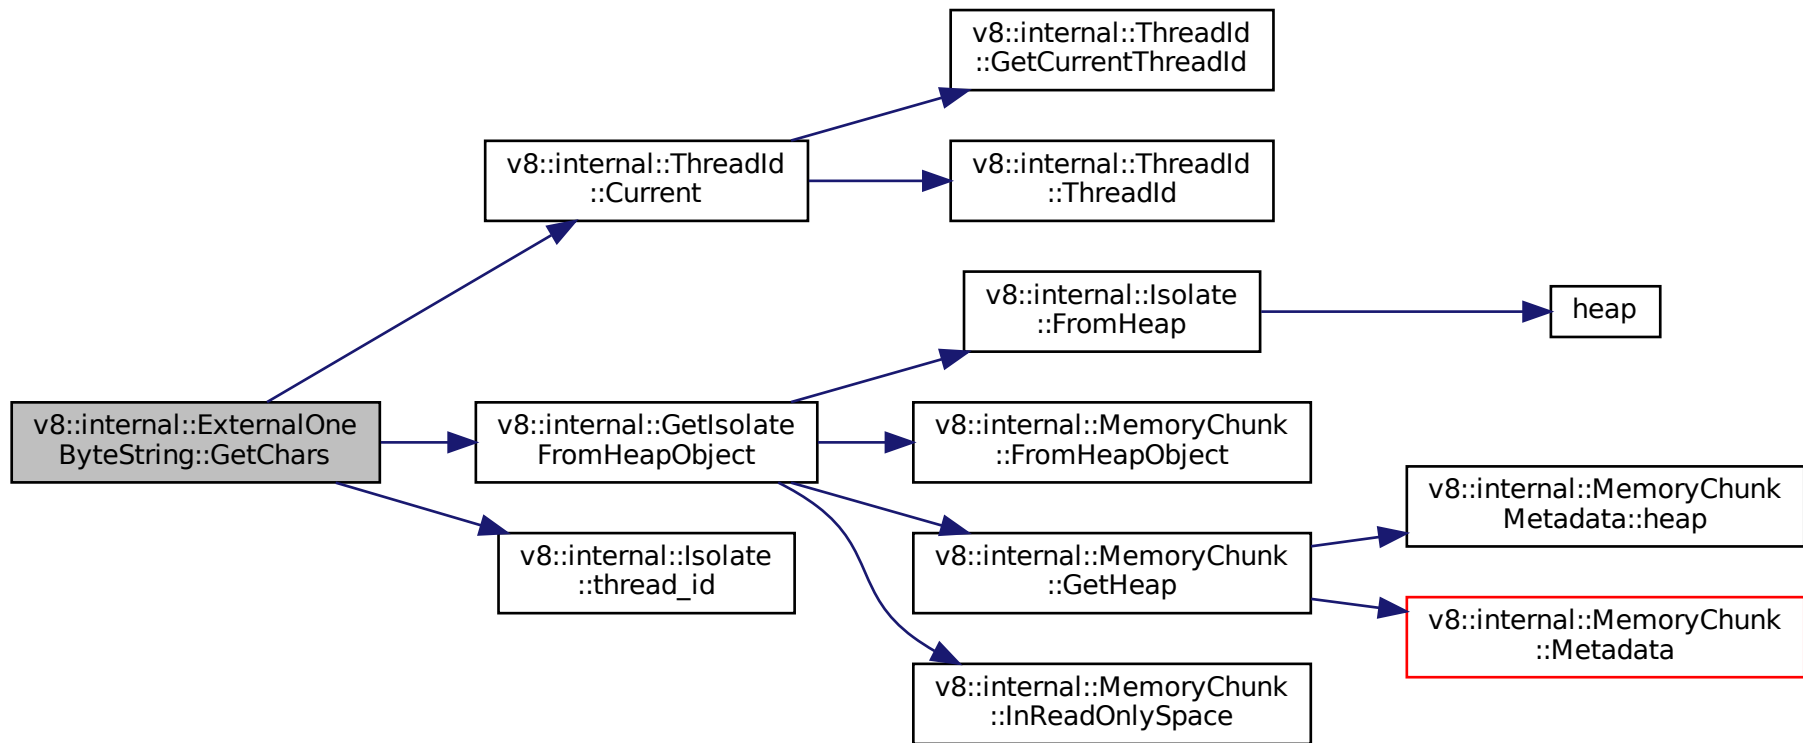 v8::internal::ThreadId
::GetCurrentThreadId
v8::internal::ThreadId
::Current
v8::internal::ThreadId
::ThreadId
v8::internal::Isolate
::FromHeap
heap
v8::internal::ExternalOne
ByteString::GetChars
v8::internal::GetIsolate
FromHeapObject
v8::internal::MemoryChunk
::FromHeapObject
v8::internal::MemoryChunk
Metadata::heap
v8::internal::Isolate
::thread_id
v8::internal::MemoryChunk
::GetHeap
v8::internal::MemoryChunk
::Metadata
v8::internal::MemoryChunk
::InReadOnlySpace